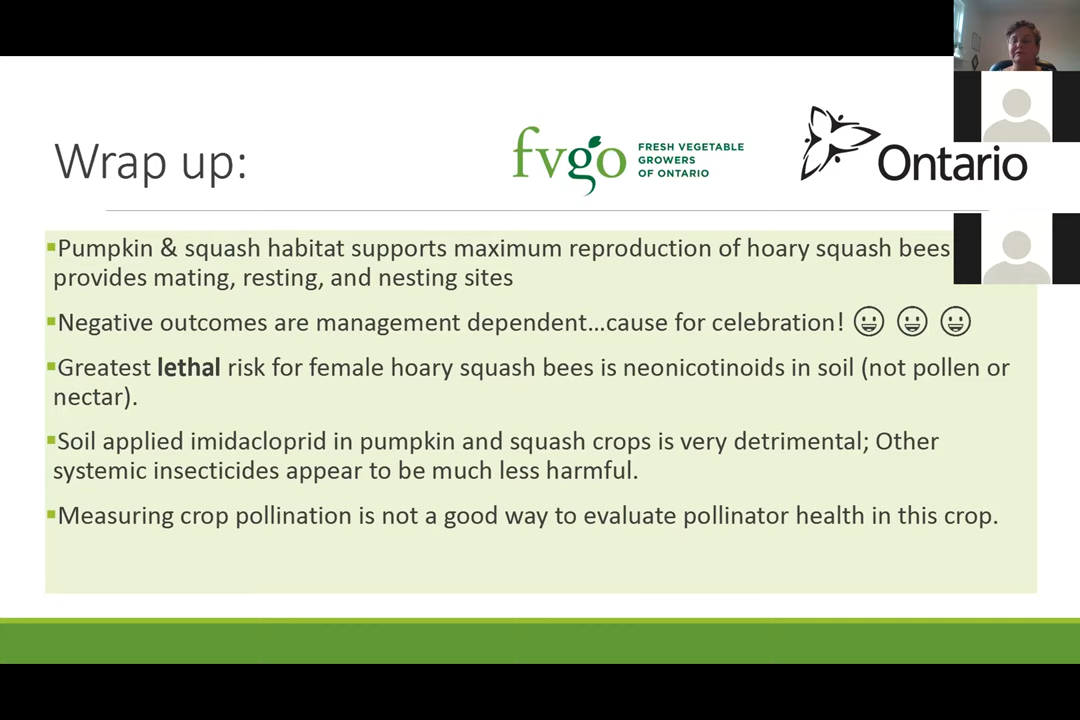 Wrap up:
fvgo
FRESH VEGETABLE
GROWERS
OF ONTARIO
Ontario
▪Pumpkin & squash habitat supports maximum reproduction of hoary squash bees
provides mating, resting, and nesting sites
▪Negative outcomes are management dependent...cause for celebration! 😀 😀 😀
▪Greatest lethal risk for female hoary squash bees is neonicotinoids in soil (not pollen or
nectar).
▪Soil applied imidacloprid in pumpkin and squash crops is very detrimental; Other
systemic insecticides appear to be much less harmful.
▪Measuring crop pollination is not a good way to evaluate pollinator health in this crop.